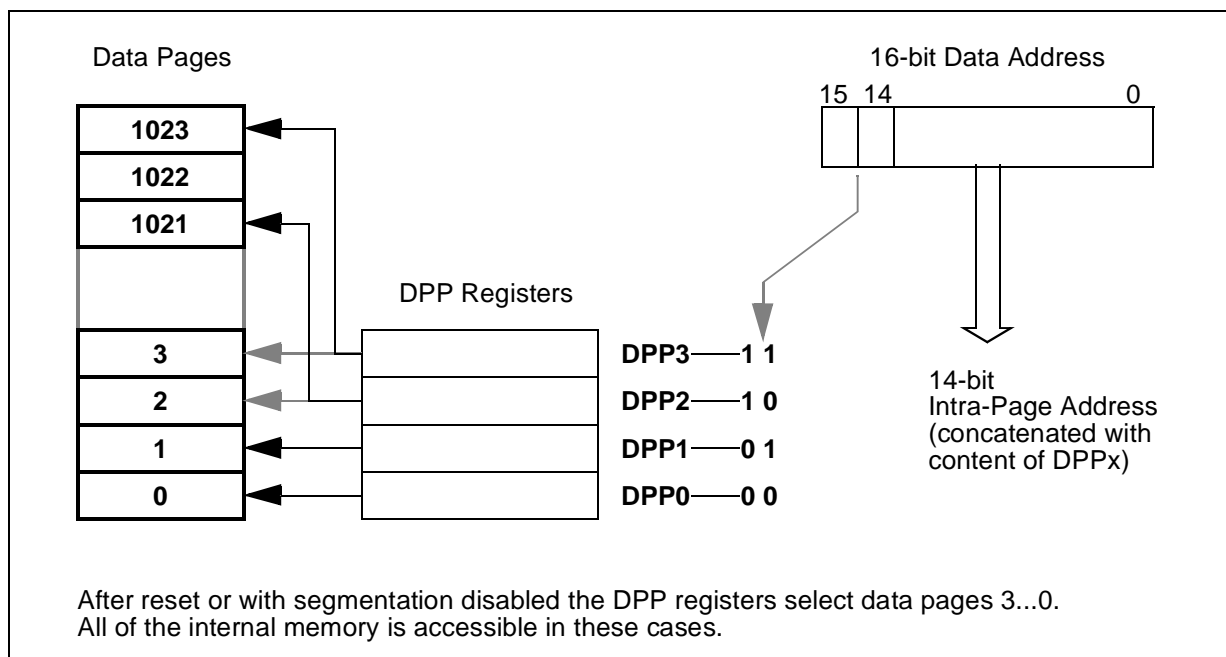 Data Pages
16-bit Data Address
15 14 0
1023
1022
1021
DPP Registers
3
DPP3 1 1
2
DPP2 1 0
1
DPP1 0 1
0
DPP0 0 0
14-bit
Intra-Page Address
(concatenated with
content of DPPx)
After reset or with segmentation disabled the DPP registers select data pages 3...0.
All of the internal memory is accessible in these cases.